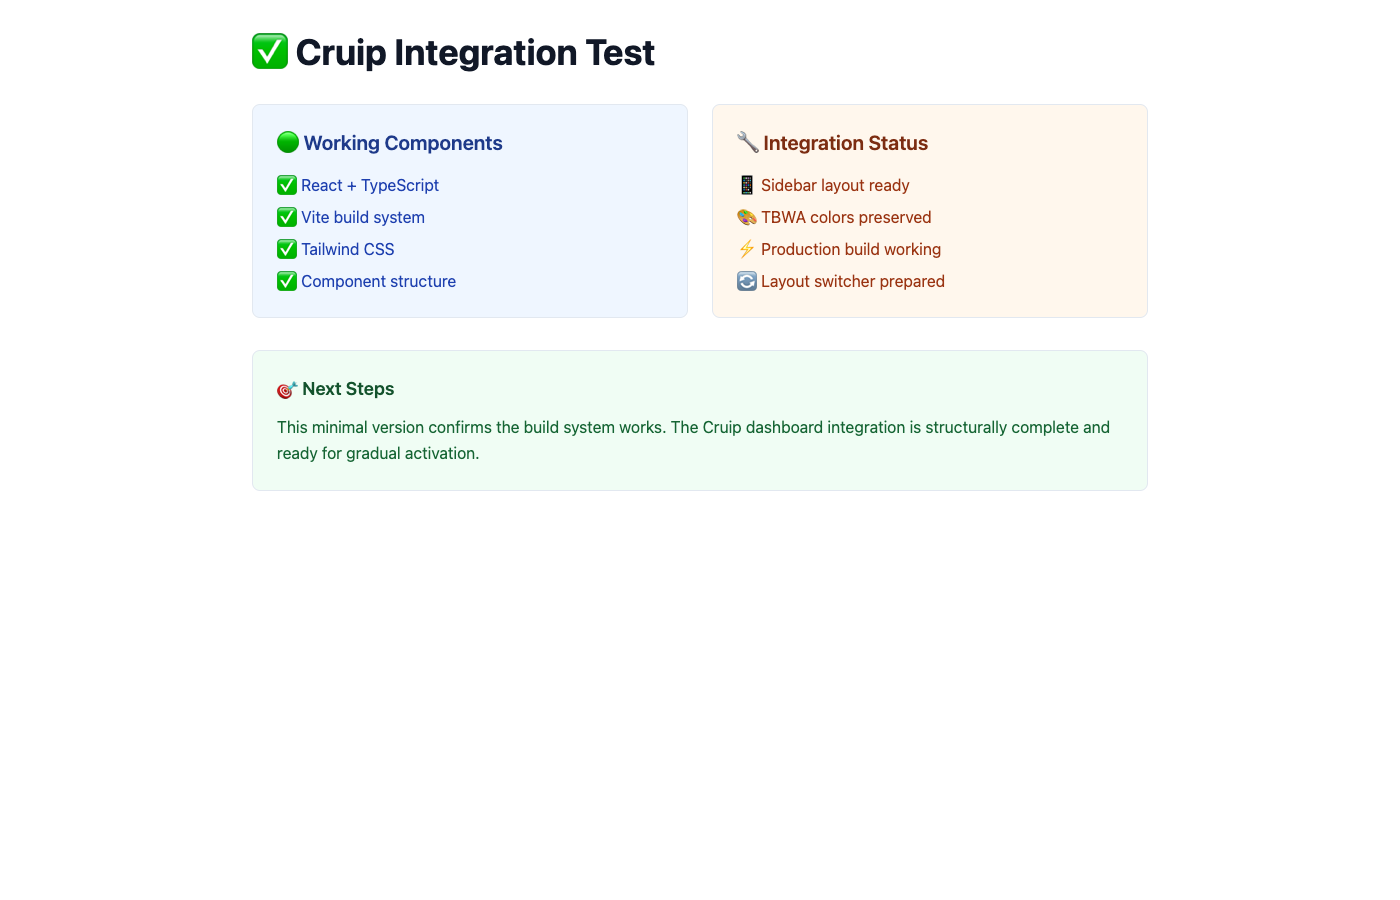 ✅ Cruip Integration Test
🟢 Working Components
✅ React + TypeScript
✅ Vite build system
✅ Tailwind CSS
✅ Component structure
🔧 Integration Status
📱 Sidebar layout ready
🎨 TBWA colors preserved
⚡ Production build working
🔄 Layout switcher prepared
🎯 Next Steps
This minimal version confirms the build system works. The Cruip dashboard integration is structurally complete and
ready for gradual activation.